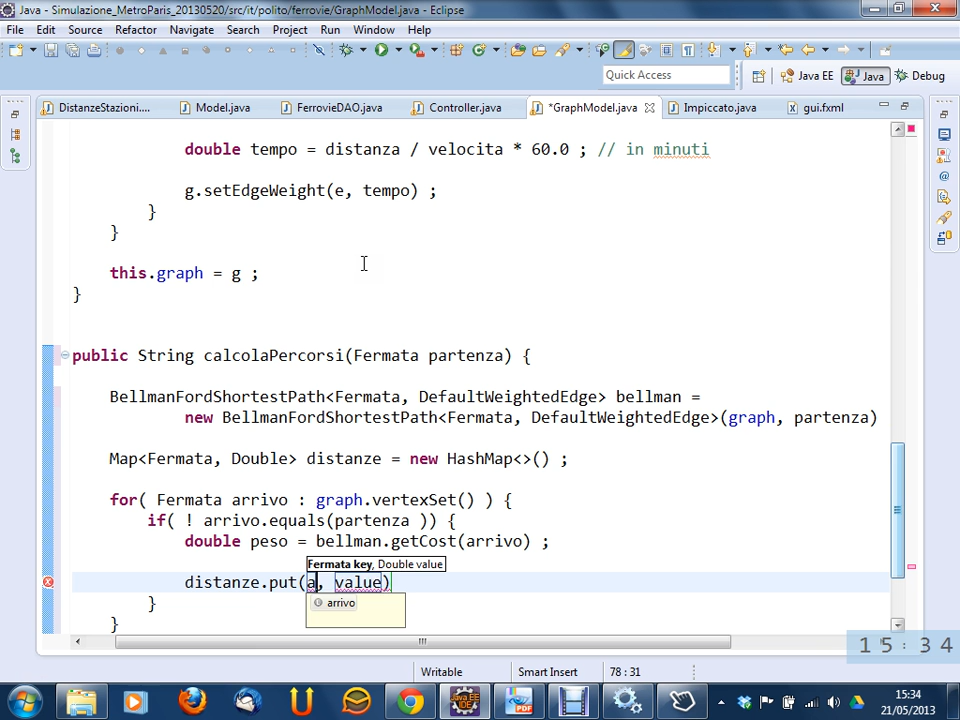 Java - Simulazione_MetroParis_20130520/src/it/polito/ferrovie/GraphModel.java - Eclipse
File Edit Source Refactor Navigate Search Project Run Window Help
Quick Access
Java EE Java Debug
DistanzeStazioni.... Model.java FerrovieDAO.java Controller.java *GraphModel.java Impiccato.java gui.fxml
double tempo = distanza / velocita * 60.0 ; // in minuti
g.setEdgeWeight(e, tempo) ;
}
}
this.graph = g ;
}
public String calcolaPercorsi(Fermata partenza) {
BellmanFordShortestPath<Fermata, DefaultWeightedEdge> bellman =
new BellmanFordShortestPath<Fermata, DefaultWeightedEdge>(graph, partenza)
Map<Fermata, Double> distanze = new HashMap<>() ;
for( Fermata arrivo : graph.vertexSet() ) {
if( ! arrivo.equals(partenza )) {
double peso = bellman.getCost(arrivo) ;
Fermata key, Double value
distanze.put(a, value)
arrivo
}
}
15:34
Writable Smart Insert 78 : 31
15:34
21/05/2013